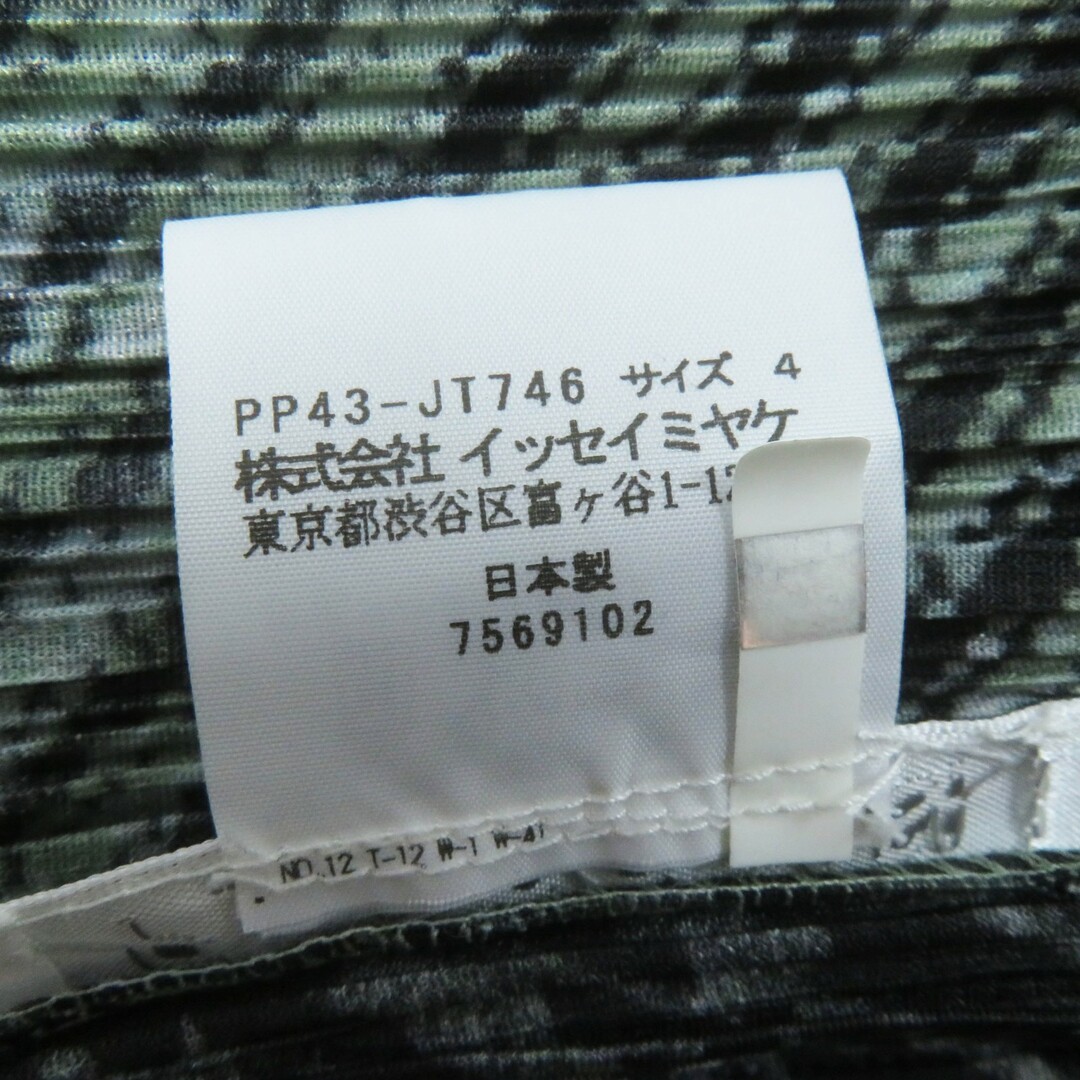 PP43-JT746 サイズ 4
株式会社 イッセイミヤケ
東京都渋谷区富ヶ谷1-12
日本製
7569102
NO.12 T-12 W-1 W-41